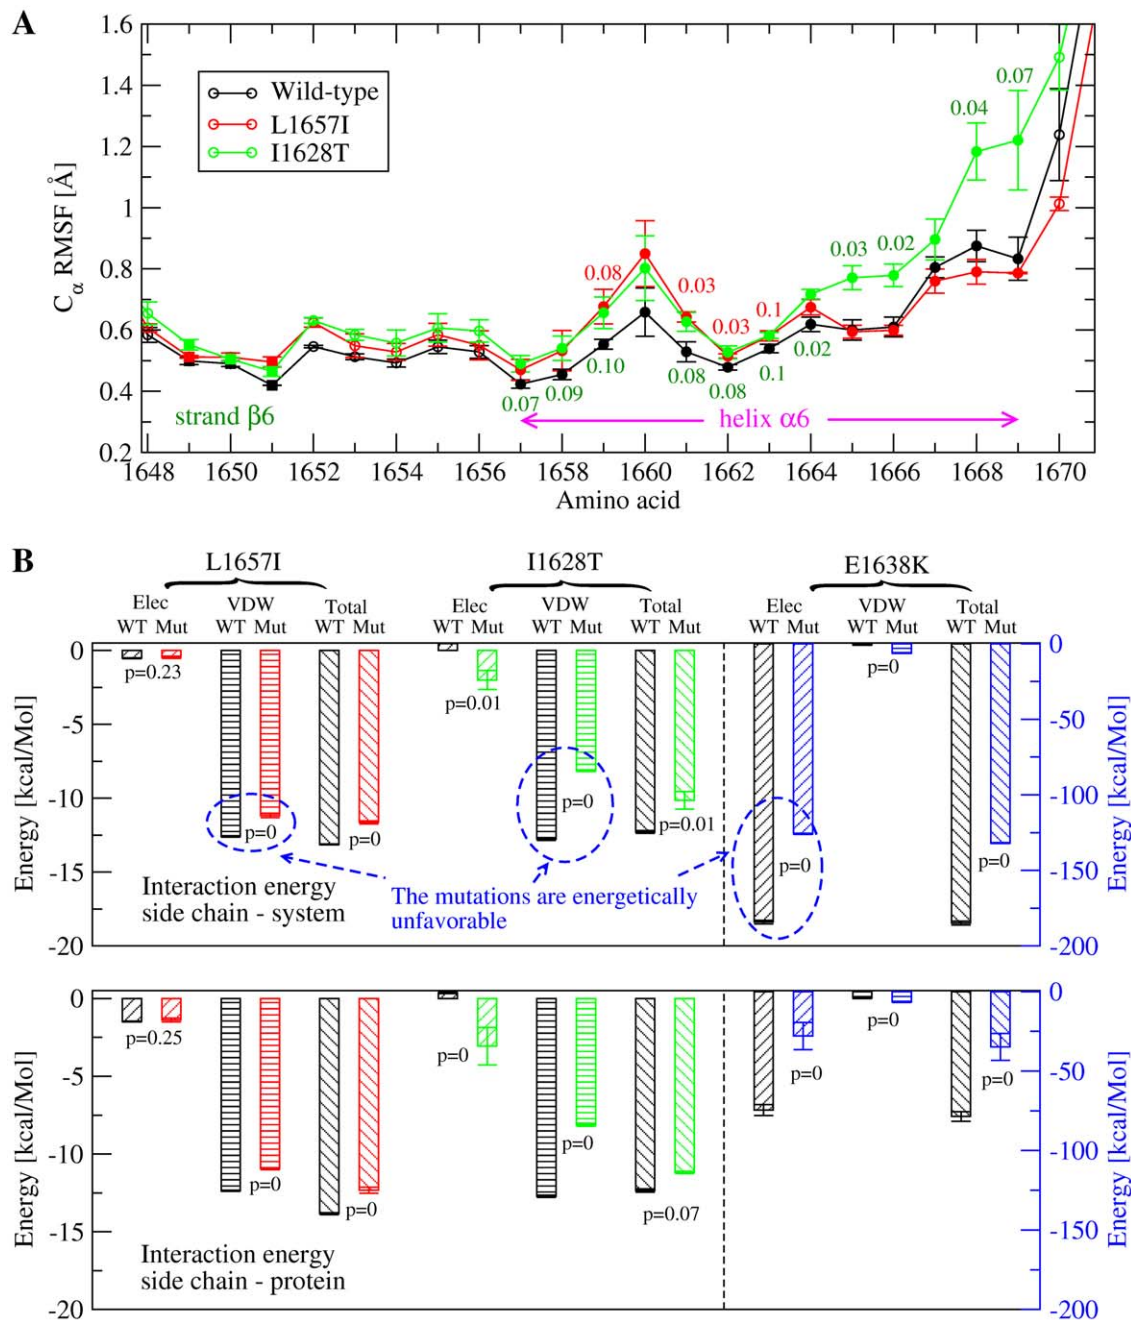 A
1.6
1.4
1.2
1
0.8
0.6
0.4
0.2
Cα RMSF [Å]
Wild-type
L1657I
I1628T
0.07
0.04
0.03
0.02
0.08
0.03
0.03
0.1
0.10
0.02
0.08
0.1
0.07
0.09
0.08
strand β6
helix α6
1648 1650 1652 1654 1656 1658 1660 1662 1664 1666 1668 1670
Amino acid
B
L1657I I1628T E1638K
Elec VDW Total Elec VDW Total Elec VDW Total
WT Mut WT Mut WT Mut WT Mut WT Mut WT Mut WT Mut WT Mut WT Mut
0
-5
-10
-15
-20
Energy [kcal/Mol]
p=0.23
p=0
p=0
p=0.01
p=0
p=0.01
p=0
p=0
p=0
Interaction energy
side chain - system
The mutations are energetically
unfavorable
0
-50
-100
-150
-200
Energy [kcal/Mol]
0
-5
-10
-15
-20
Energy [kcal/Mol]
p=0.25
p=0
p=0
p=0
p=0
p=0.07
p=0
p=0
p=0
Interaction energy
side chain - protein
0
-50
-100
-150
-200
Energy [kcal/Mol]